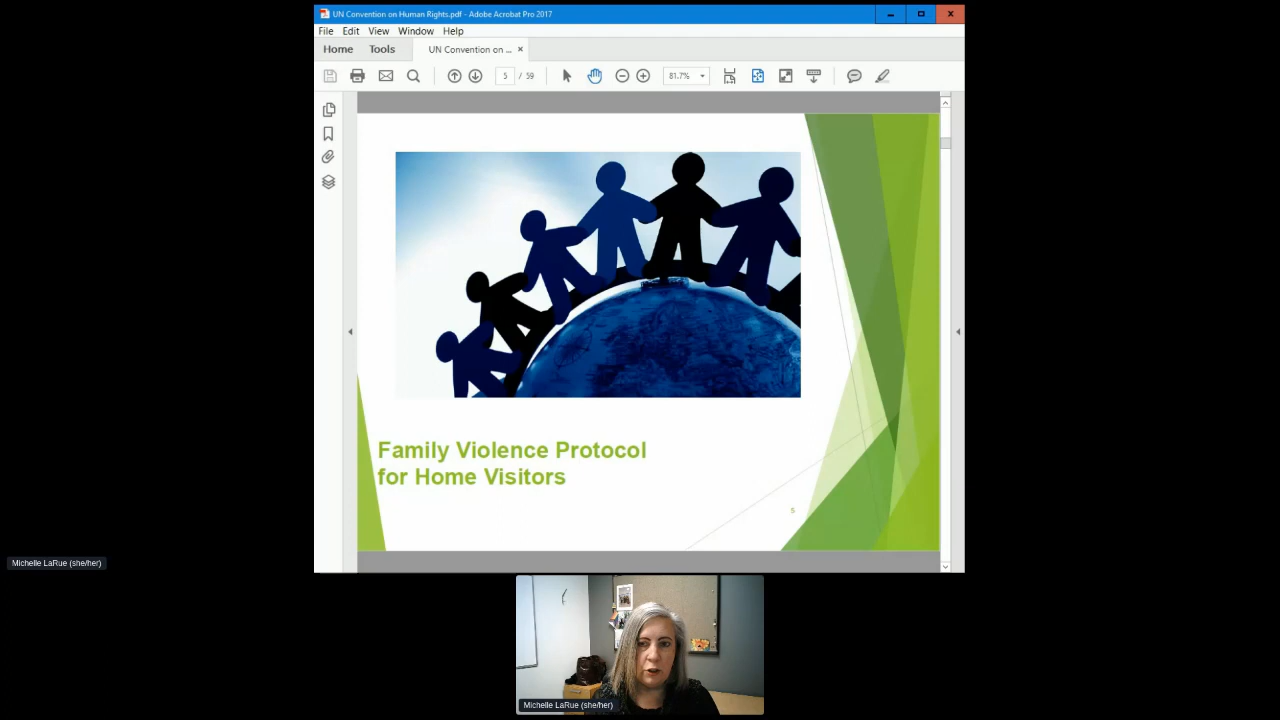 UN Convention on Human Rights.pdf - Adobe Acrobat Pro 2017
File Edit View Window Help
Home Tools UN Convention on ... ×
5 / 59 81.7%
Family Violence Protocol
for Home Visitors
5
Michelle LaRue (she/her)
Michelle LaRue (she/her)